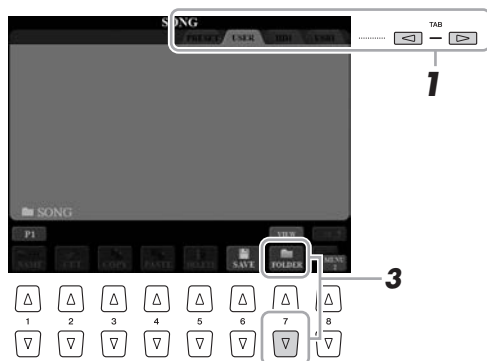 SONG
PRESET USER HD1 USB1
TAB
1
SONG
P1 VIEW
NAME CUT COPY PASTE DELETE SAVE FOLDER MENU 2
3
1 2 3 4 5 6 7 8